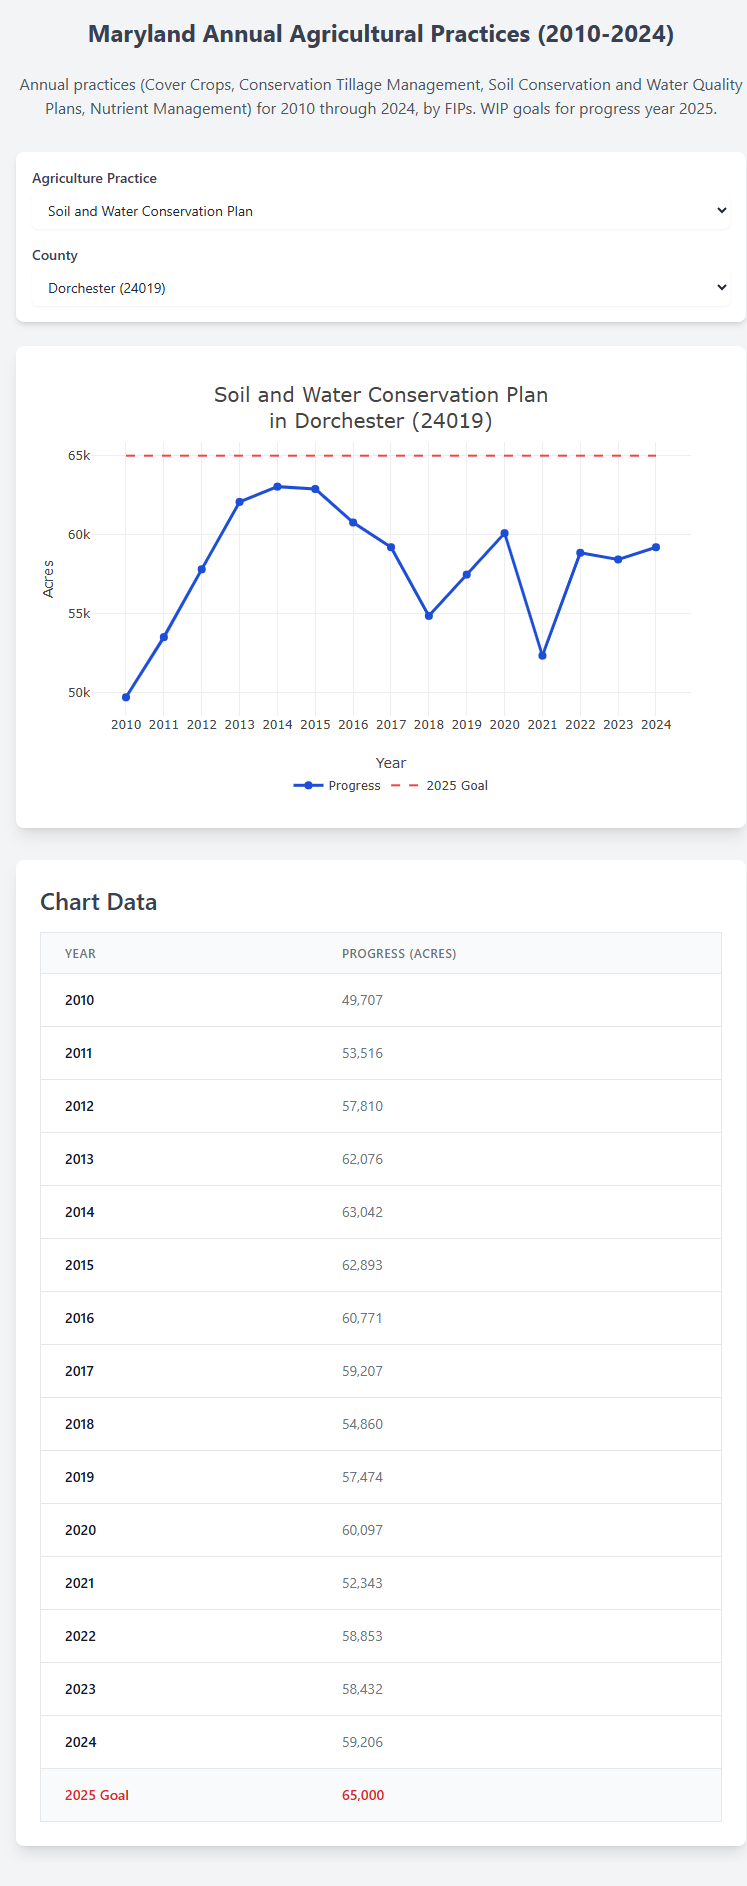 Maryland Annual Agricultural Practices (2010-2024)
Annual practices (Cover Crops, Conservation Tillage Management, Soil Conservation and Water Quality
Plans, Nutrient Management) for 2010 through 2024, by FIPs. WIP goals for progress year 2025.
Agriculture Practice
Soil and Water Conservation Plan
County
Dorchester (24019)
Soil and Water Conservation Plan
in Dorchester (24019)
65k
60k
55k
50k
Acres
2010 2011 2012 2013 2014 2015 2016 2017 2018 2019 2020 2021 2022 2023 2024
Year
Progress 2025 Goal
Chart Data
YEAR PROGRESS (ACRES)
2010 49,707
2011 53,516
2012 57,810
2013 62,076
2014 63,042
2015 62,893
2016 60,771
2017 59,207
2018 54,860
2019 57,474
2020 60,097
2021 52,343
2022 58,853
2023 58,432
2024 59,206
2025 Goal 65,000